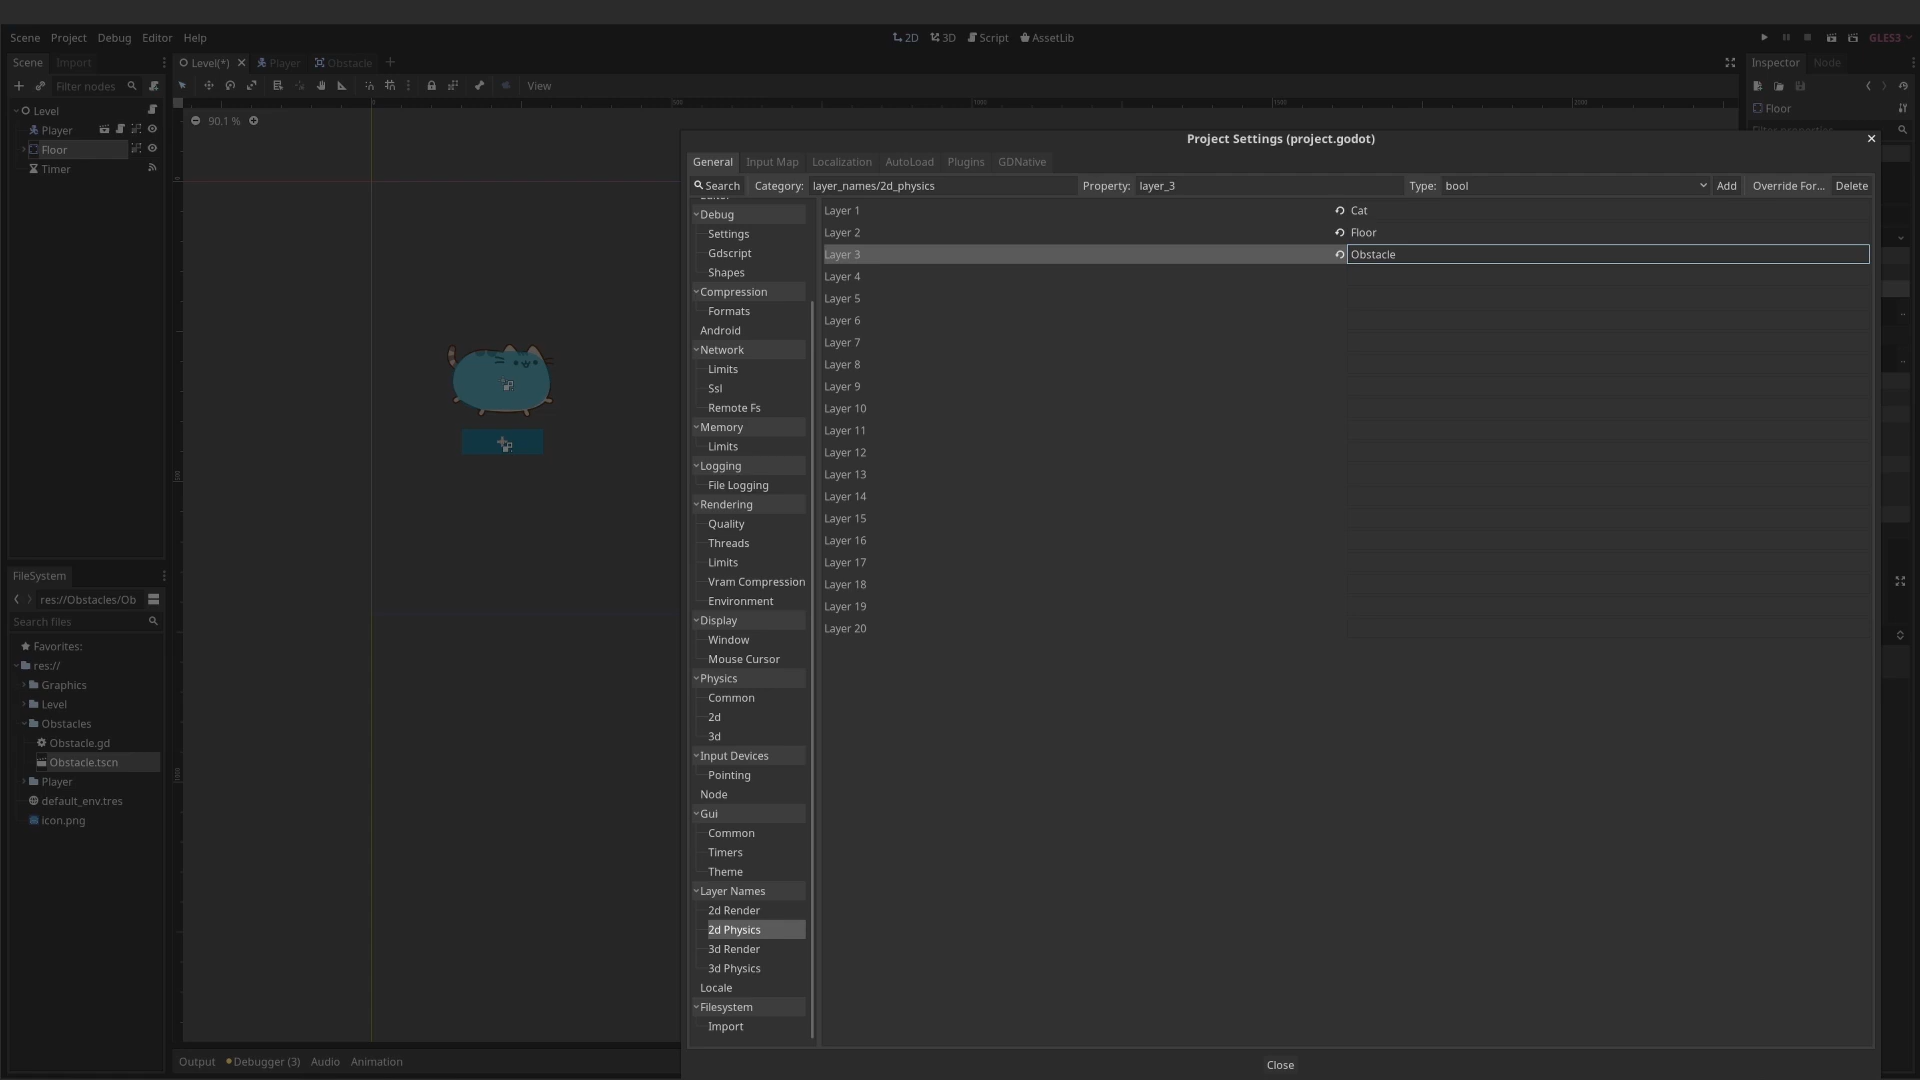 Scene Project Debug Editor Help
2D 3D Script AssetLib
GLES3
Scene Import
Level(*) Player Obstacle
Inspector Node
Filter nodes
View
Level
Player
Floor
Timer
90.1 %
500 1000 1500 2000
Floor
Project Settings (project.godot)
General Input Map Localization AutoLoad Plugins GDNative
Search Category: layer_names/2d_physics Property: layer_3 Type: bool Add Override For... Delete
Debug
Settings
Gdscript
Shapes
Compression
Formats
Android
Network
Limits
Ssl
Remote Fs
Memory
Limits
Logging
File Logging
Rendering
Quality
Threads
Limits
Vram Compression
Environment
Display
Window
Mouse Cursor
Physics
Common
2d
3d
Input Devices
Pointing
Node
Gui
Common
Timers
Theme
Layer Names
2d Render
2d Physics
3d Render
3d Physics
Locale
Filesystem
Import
Layer 1 Cat
Layer 2 Floor
Layer 3 Obstacle
Layer 4
Layer 5
Layer 6
Layer 7
Layer 8
Layer 9
Layer 10
Layer 11
Layer 12
Layer 13
Layer 14
Layer 15
Layer 16
Layer 17
Layer 18
Layer 19
Layer 20
Close
FileSystem
res://Obstacles/Ob
Search files
Favorites:
res://
Graphics
Level
Obstacles
Obstacle.gd
Obstacle.tscn
Player
default_env.tres
icon.png
Output Debugger (3) Audio Animation